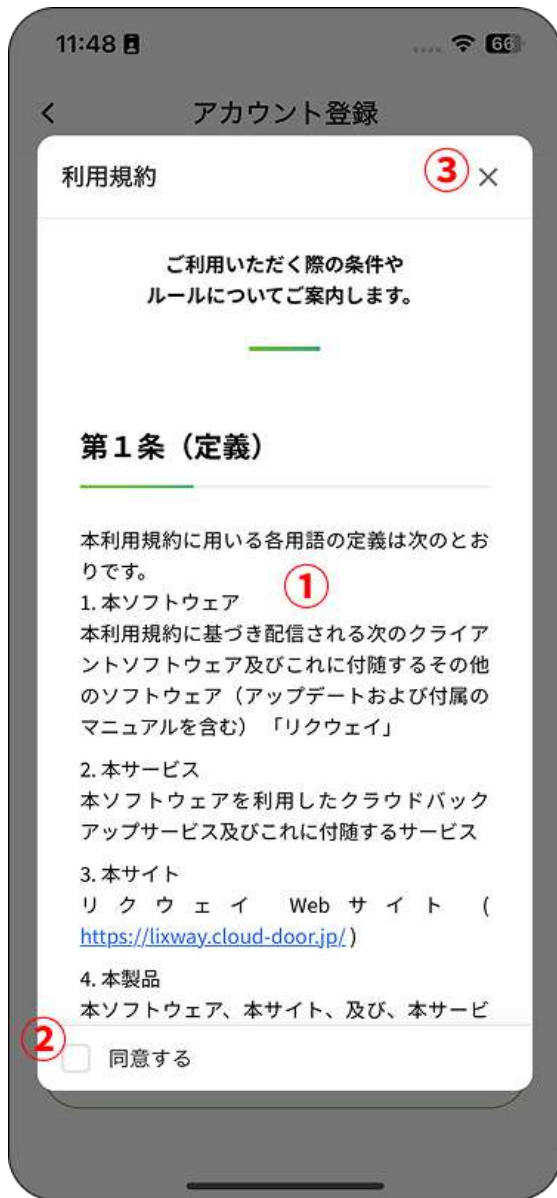 11:48
66
アカウント登録
利用規約
③
ご利用いただく際の条件や
ルールについてご案内します。
第１条（定義）
本利用規約に用いる各用語の定義は次のとお
りです。
①
1. 本ソフトウェア
本利用規約に基づき配信される次のクライア
ントソフトウェア及びこれに付随するその他
のソフトウェア（アップデートおよび付属の
マニュアルを含む）「リクウェイ」
2. 本サービス
本ソフトウェアを利用したクラウドバック
アップサービス及びこれに付随するサービス
3. 本サイト
リクウェイ Webサイト (
https://lixway.cloud-door.jp/ )
4. 本製品
本ソフトウェア、本サイト、及び、本サービ
②
同意する